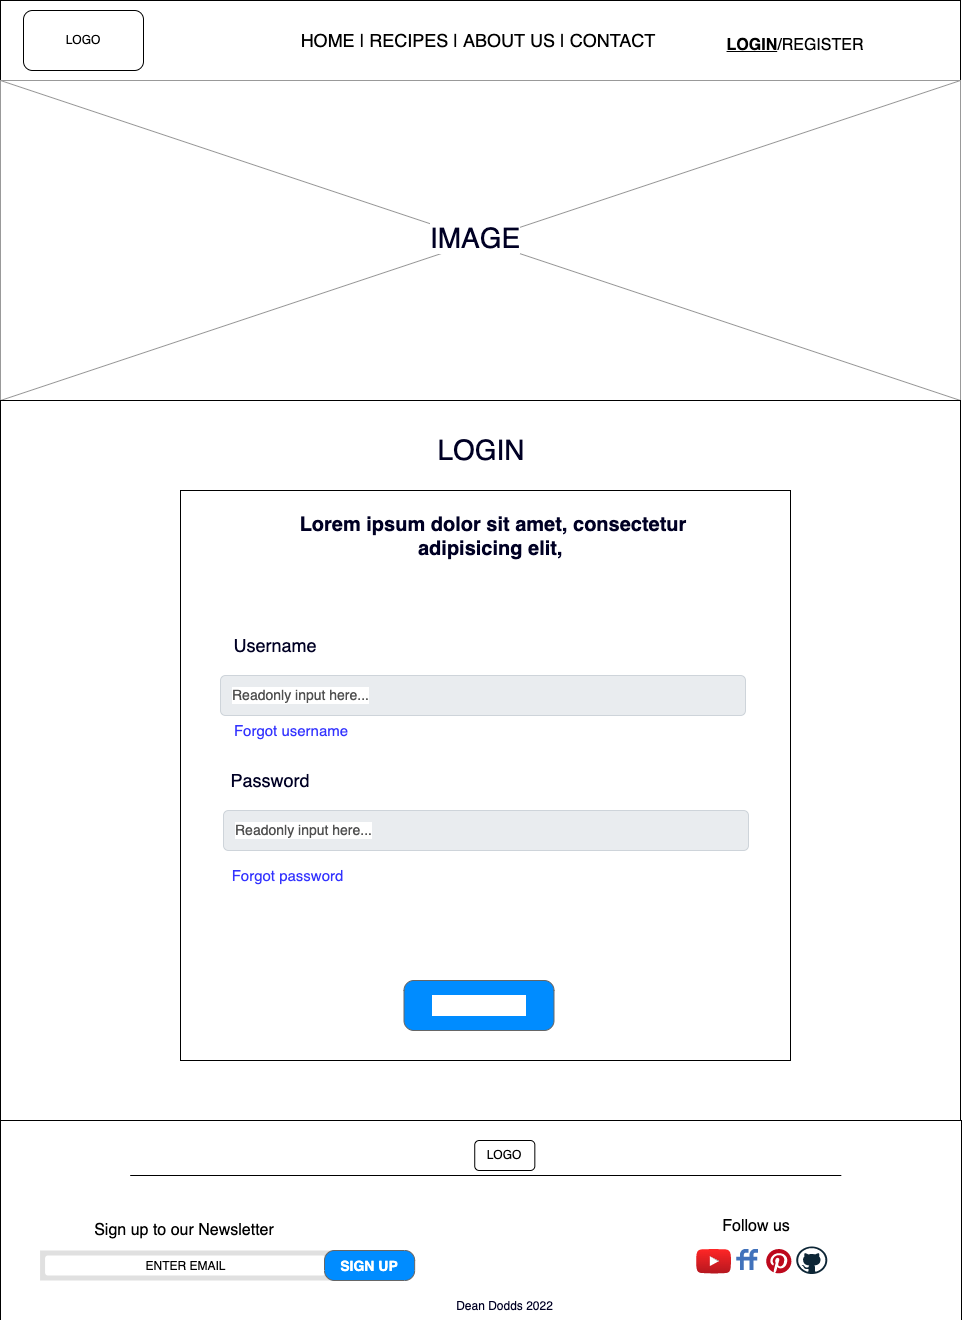 LOGO
HOME | RECIPES | ABOUT US | CONTACT
LOGIN/REGISTER
IMAGE
LOGIN
Lorem ipsum dolor sit amet, consectetur
adipisicing elit,
Username
Readonly input here...
Forgot username
Password
Readonly input here...
Forgot password
LOGO
Sign up to our Newsletter
Follow us
ENTER EMAIL
SIGN UP
ff
Dean Dodds 2022